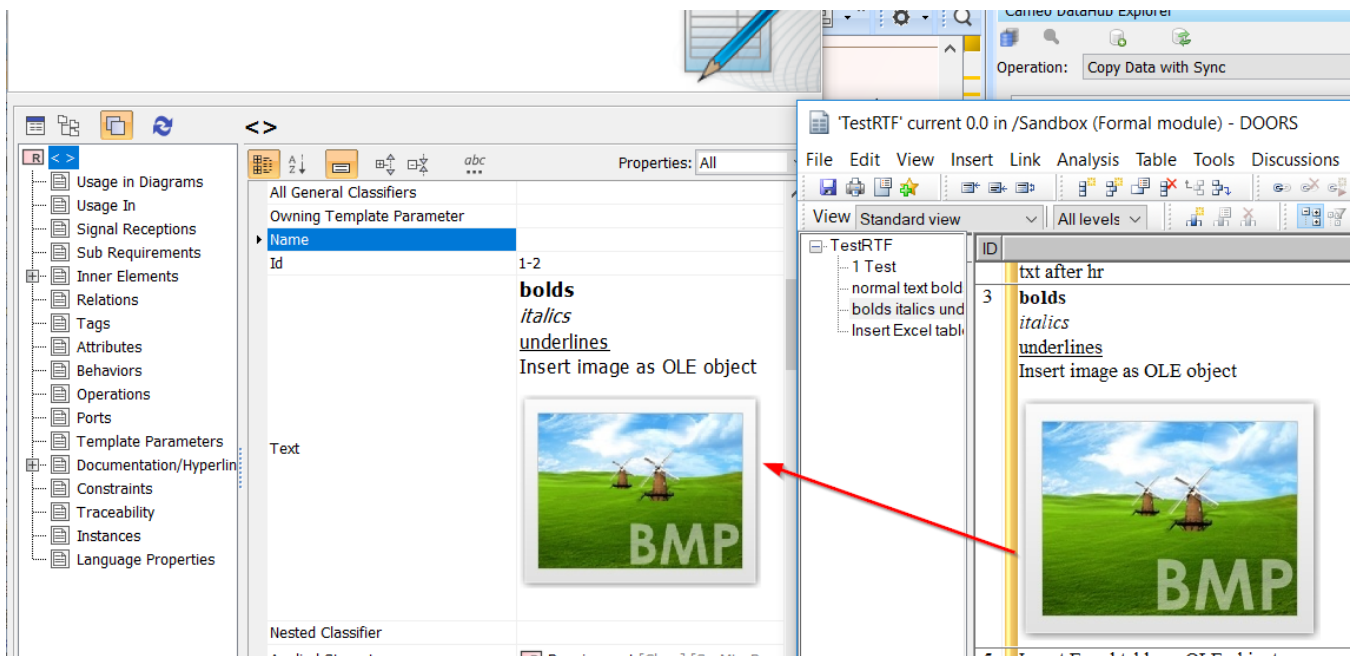 Cameo DataHub Explorer
Operation: Copy Data with Sync
<>
R < >
Usage in Diagrams
Usage In
Signal Receptions
Sub Requirements
Inner Elements
Relations
Tags
Attributes
Behaviors
Operations
Ports
Template Parameters
Documentation/Hyperlin
Constraints
Traceability
Instances
Language Properties
abc
Properties: All
All General Classifiers
Owning Template Parameter
Name
Id 1-2
Text
bolds
italics
underlines
Insert image as OLE object
BMP
Nested Classifier
'TestRTF' current 0.0 in /Sandbox (Formal module) - DOORS
File Edit View Insert Link Analysis Table Tools Discussions
View Standard view All levels
TestRTF
1 Test
normal text bold
bolds italics und
Insert Excel tabl
ID
txt after hr
3 bolds
italics
underlines
Insert image as OLE object
BMP